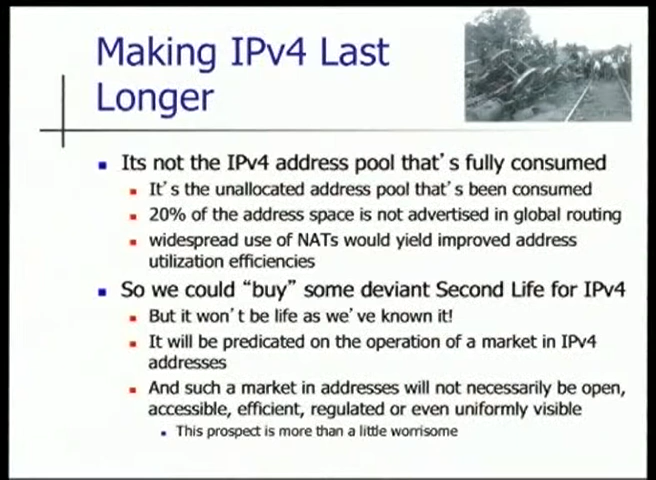 Making IPv4 Last
Longer
Its not the IPv4 address pool that's fully consumed
It's the unallocated address pool that's been consumed
20% of the address space is not advertised in global routing
widespread use of NATs would yield improved address
utilization efficiencies
So we could “buy” some deviant Second Life for IPv4
But it won't be life as we've known it!
It will be predicated on the operation of a market in IPv4
addresses
And such a market in addresses will not necessarily be open,
accessible, efficient, regulated or even uniformly visible
This prospect is more than a little worrisome